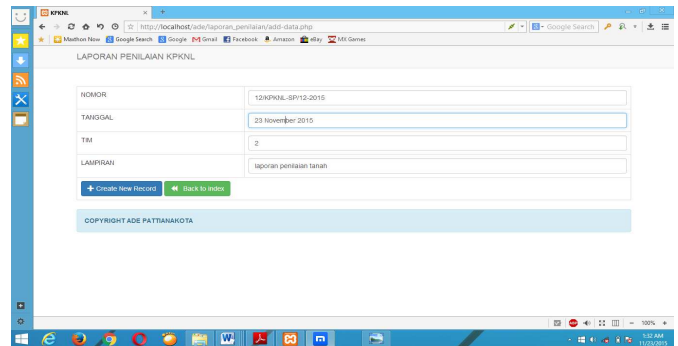 KPKNL
http://localhost/ade/laporan_penilaian/add-data.php
Google Search
Maxthon Now Google Search Google Gmail Facebook Amazon eBay MX Games
LAPORAN PENILAIAN KPKNL
NOMOR 12/KPKNL-SP/12-2015
TANGGAL 23 November 2015
TIM 2
LAMPIRAN laporan penilaian tanah
Create New Record Back to index
COPYRIGHT ADE PATTIANAKOTA
100%
1:32 AM
11/23/2015